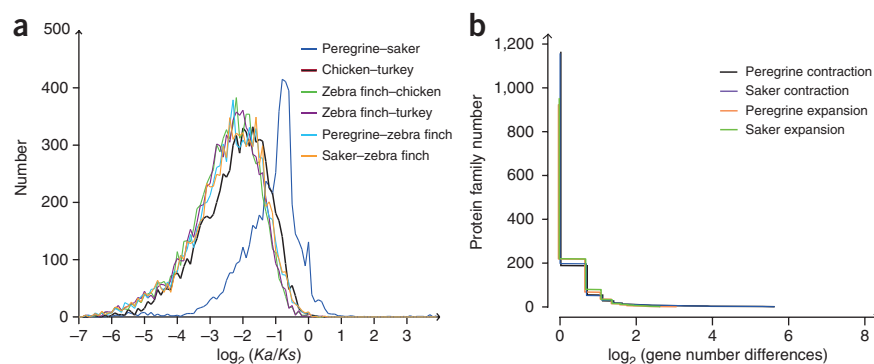 a
500
400
300
200
100
0
Number
–7 –6 –5 –4 –3 –2 –1 0 1 2 3
log2 (Ka/Ks)
Peregrine–saker
Chicken–turkey
Zebra finch–chicken
Zebra finch–turkey
Peregrine–zebra finch
Saker–zebra finch
b
1,200
1,000
800
600
400
200
0
Protein family number
0 2 4 6 8
log2 (gene number differences)
Peregrine contraction
Saker contraction
Peregrine expansion
Saker expansion